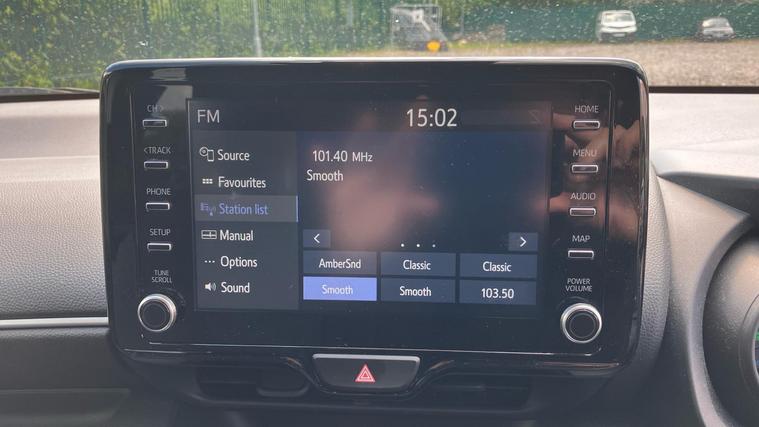 CH >
< TRACK
PHONE
SETUP
TUNE
SCROLL
FM
15:02
Source
Favourites
Station list
Manual
Options
Sound
101.40 MHz
Smooth
< • • • >
AmberSnd Classic Classic
Smooth Smooth 103.50
HOME
MENU
AUDIO
MAP
POWER
VOLUME